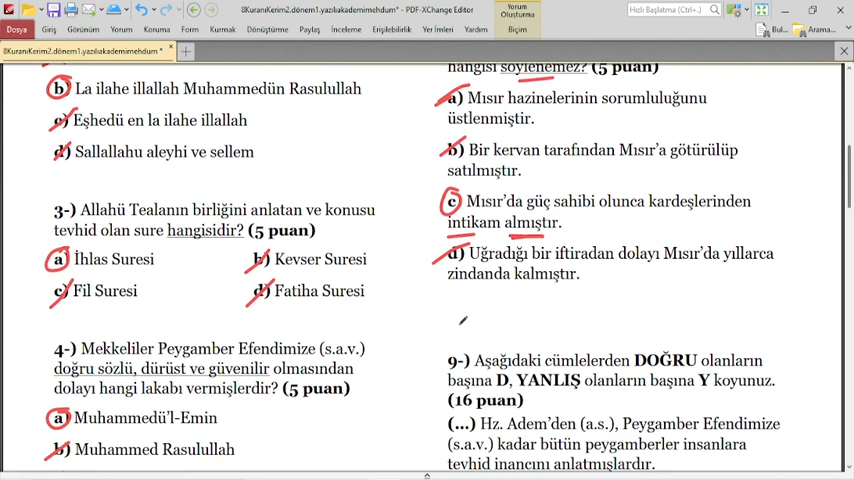 8KuranıKerim2.dönem1.yazılıakademimehdum* - PDF-XChange Editor
Yorum
Oluşturma
Hızlı Başlatma (Ctrl+.)
Dosya
Giriş
Görünüm
Yorum
Koruma
Form
Kurumsal
Dönüştürme
Paylaş
İnceleme
Erişilebilirlik
Yer İmleri
Yardım
Biçim
Bul...
Arama...
8KuranıKerim2.dönem1.yazılıakademimehdum *
b) La ilahe illallah Muhammedün Rasulullah
c) Eşhedü en la ilahe illallah
d) Sallallahu aleyhi ve sellem
3-) Allahü Tealanın birliğini anlatan ve konusu
tevhid olan sure hangisidir? (5 puan)
a) İhlas Suresi b) Kevser Suresi
c) Fil Suresi d) Fatiha Suresi
4-) Mekkeliler Peygamber Efendimize (s.a.v.)
doğru sözlü, dürüst ve güvenilir olmasından
dolayı hangi lakabı vermişlerdir? (5 puan)
a) Muhammedü'l-Emin
b) Muhammed Rasulullah
hangisi söylenemez? (5 puan)
a) Mısır hazinelerinin sorumluluğunu
üstlenmiştir.
b) Bir kervan tarafından Mısır'a götürülüp
satılmıştır.
c) Mısır'da güç sahibi olunca kardeşlerinden
intikam almıştır.
d) Uğradığı bir iftiradan dolayı Mısır'da yıllarca
zindanda kalmıştır.
9-) Aşağıdaki cümlelerden DOĞRU olanların
başına D, YANLIŞ olanların başına Y koyunuz.
(16 puan)
(...) Hz. Adem'den (a.s.), Peygamber Efendimize
(s.a.v.) kadar bütün peygamberler insanlara
tevhid inancını anlatmışlardır.